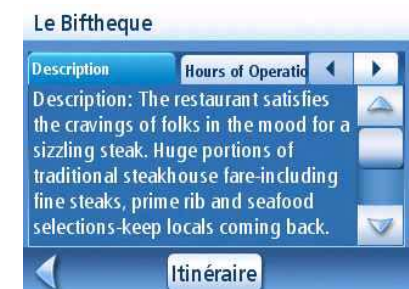 Le Biftheque
Description
Hours of Operatio
Description: The restaurant satisfies
the cravings of folks in the mood for a
sizzling steak. Huge portions of
traditional steakhouse fare-including
fine steaks, prime rib and seafood
selections-keep locals coming back.
Itinéraire